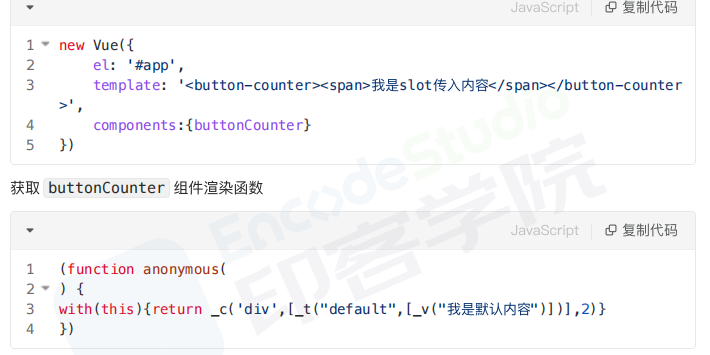 JavaScript 复制代码
1 new Vue({
2 el: '#app',
3 template: '<button-counter><span>我是slot传入内容</span></button-counter
>',
4 components:{buttonCounter}
5 })
获取 buttonCounter 组件渲染函数
JavaScript 复制代码
1 (function anonymous(
2 ) {
3 with(this){return _c('div',[_t("default",[_v("我是默认内容")])],2)}
4 })
EncodeStudio
印客学院